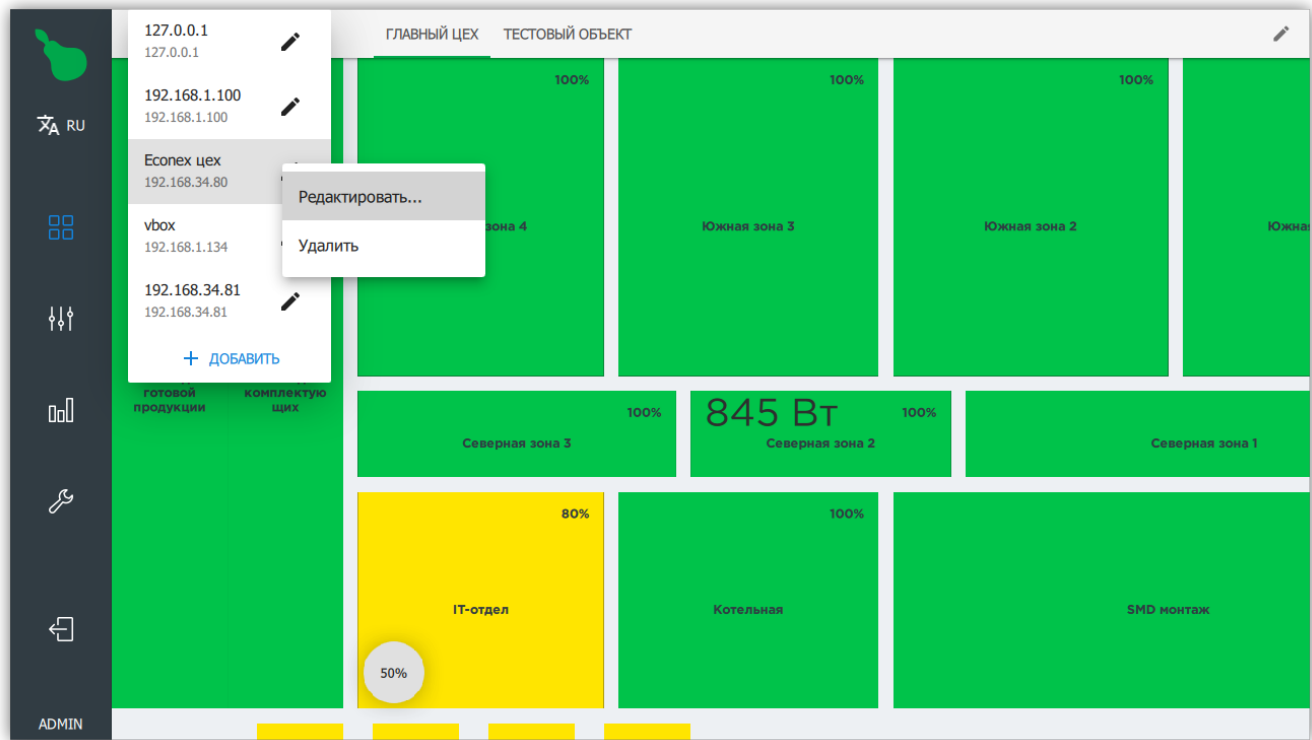 127.0.0.1
127.0.0.1
192.168.1.100
192.168.1.100
Econex цех
192.168.34.80
vbox
192.168.1.134
192.168.34.81
192.168.34.81
+ ДОБАВИТЬ
Редактировать...
Удалить
ГЛАВНЫЙ ЦЕХ
ТЕСТОВЫЙ ОБЪЕКТ
RU
ADMIN
готовой
продукции
комплектую
щих
100%
зона 4
100%
Южная зона 3
100%
Южная зона 2
Южна
100%
Северная зона 3
845 Вт
100%
Северная зона 2
Северная зона 1
80%
IT-отдел
50%
100%
Котельная
SMD монтаж